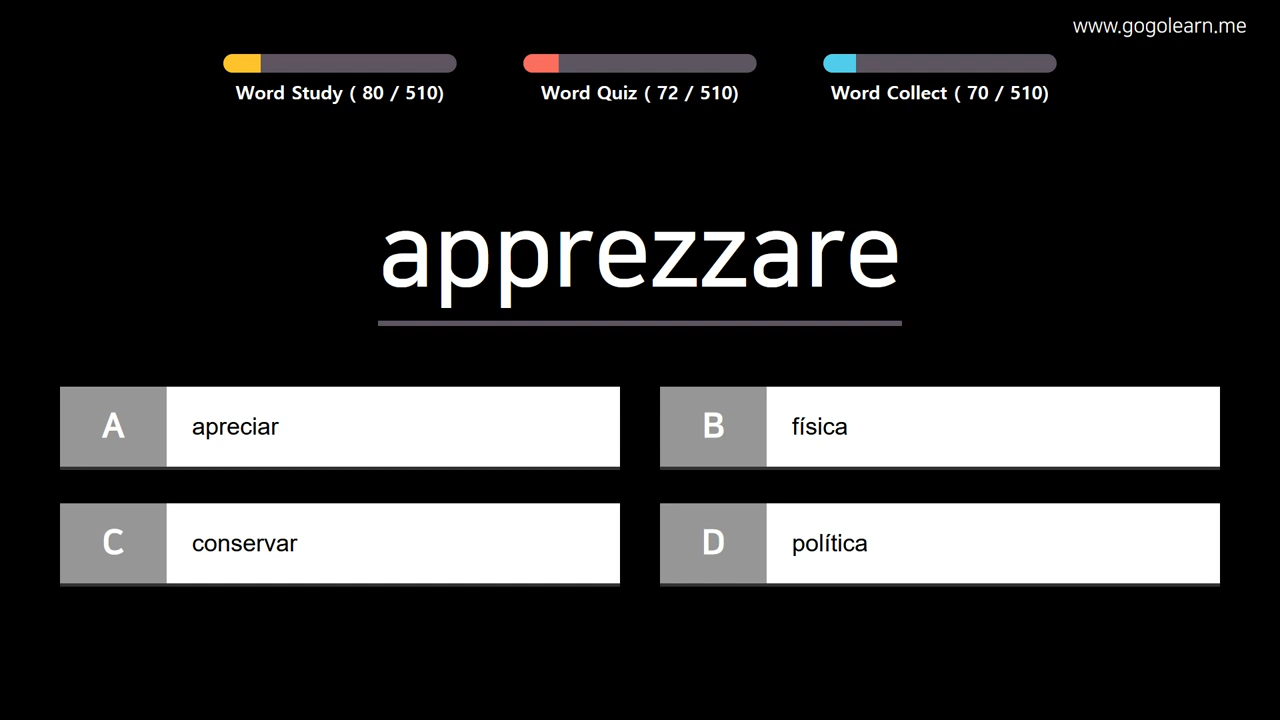 www.gogolearn.me
Word Study ( 80 / 510)
Word Quiz ( 72 / 510)
Word Collect ( 70 / 510)
apprezzare
A apreciar
B física
C conservar
D política